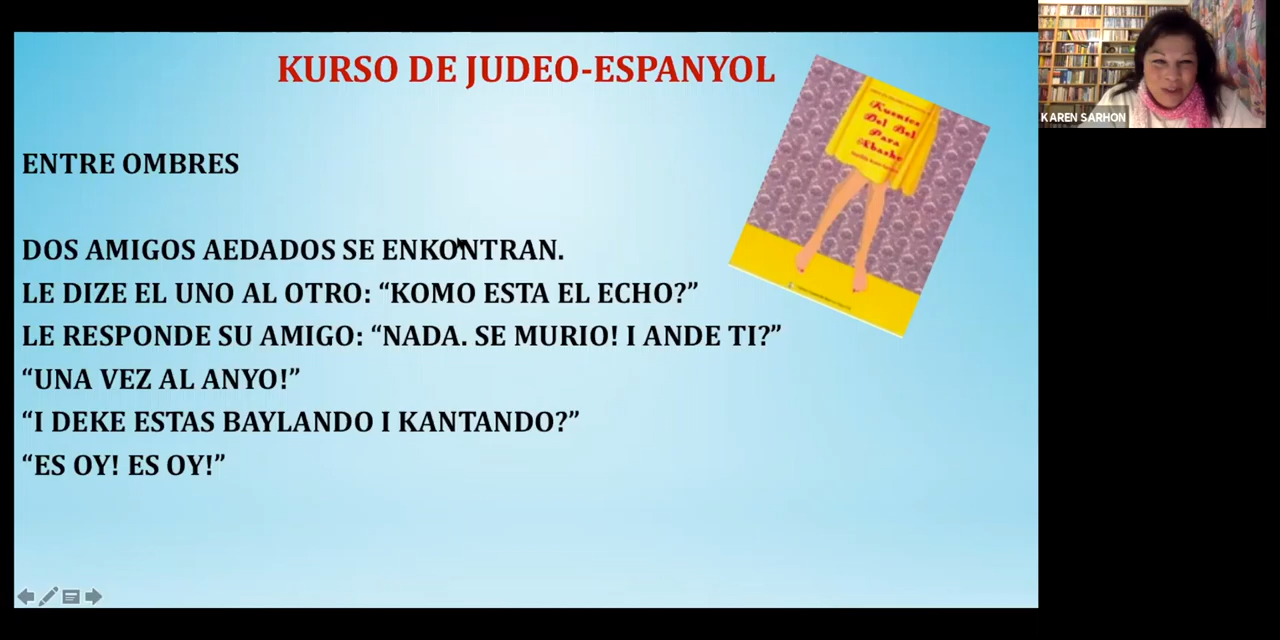 KURSO DE JUDEO-ESPANYOL
Kuentos
Del Bel
Para
Abasho
KAREN SARHON
ENTRE OMBRES
DOS AMIGOS AEDADOS SE ENKONTRAN.
LE DIZE EL UNO AL OTRO: “KOMO ESTA EL ECHO?”
LE RESPONDE SU AMIGO: “NADA. SE MURIO! I ANDE TI?”
“UNA VEZ AL ANYO!”
“I DEKE ESTAS BAYLANDO I KANTANDO?”
“ES OY! ES OY!”